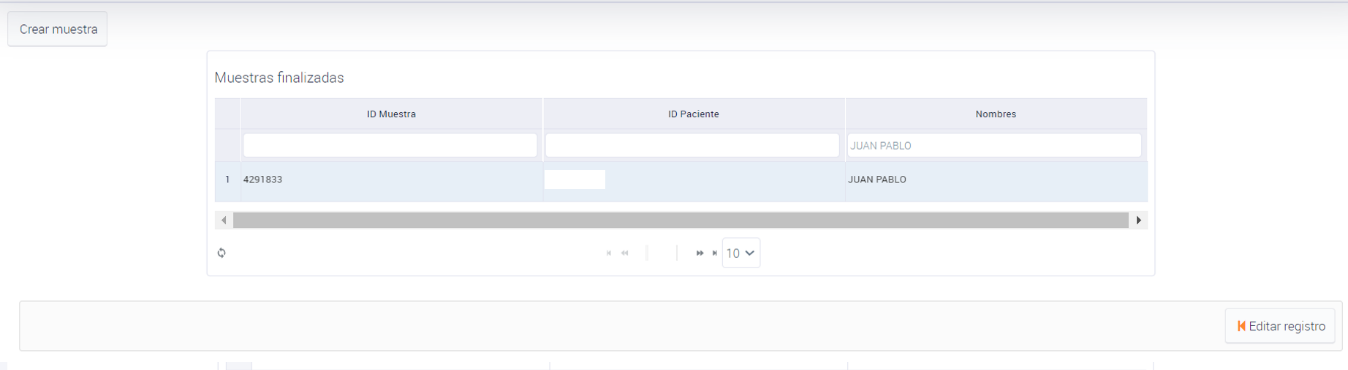 Crear muestra
Muestras finalizadas
ID Muestra ID Paciente Nombres
JUAN PABLO
1 4291833 JUAN PABLO
10
Editar registro